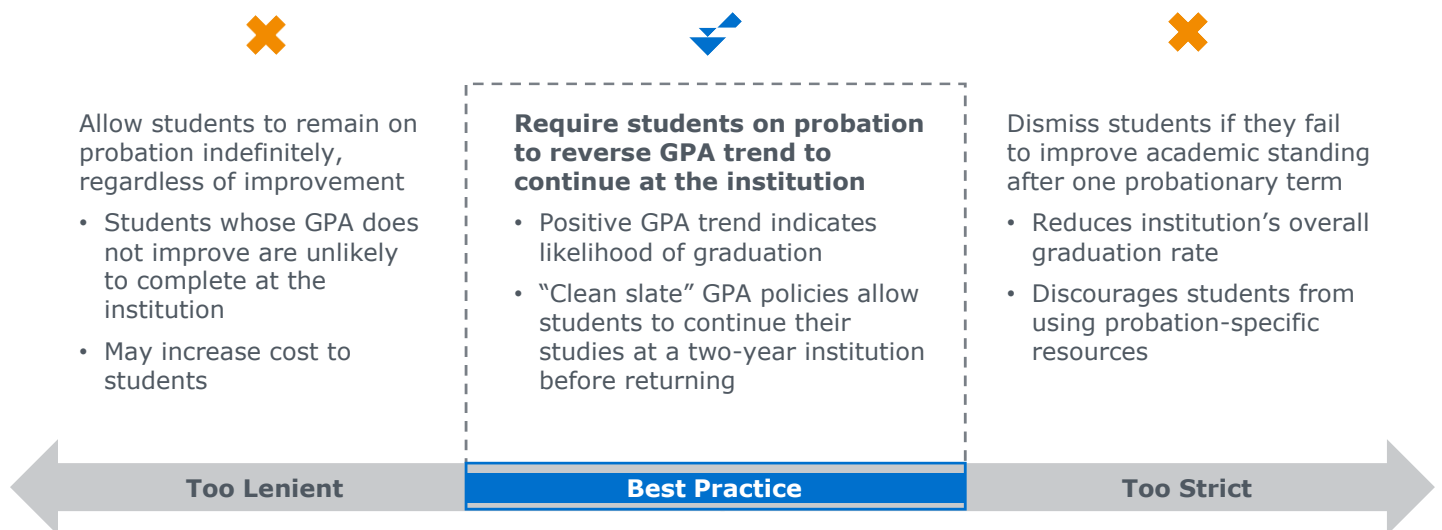 Allow students to remain on
probation indefinitely,
regardless of improvement
• Students whose GPA does
not improve are unlikely
to complete at the
institution
• May increase cost to
students
Require students on probation
to reverse GPA trend to
continue at the institution
• Positive GPA trend indicates
likelihood of graduation
• “Clean slate” GPA policies allow
students to continue their
studies at a two-year institution
before returning
Dismiss students if they fail
to improve academic standing
after one probationary term
• Reduces institution’s overall
graduation rate
• Discourages students from
using probation-specific
resources
Too Lenient
Best Practice
Too Strict